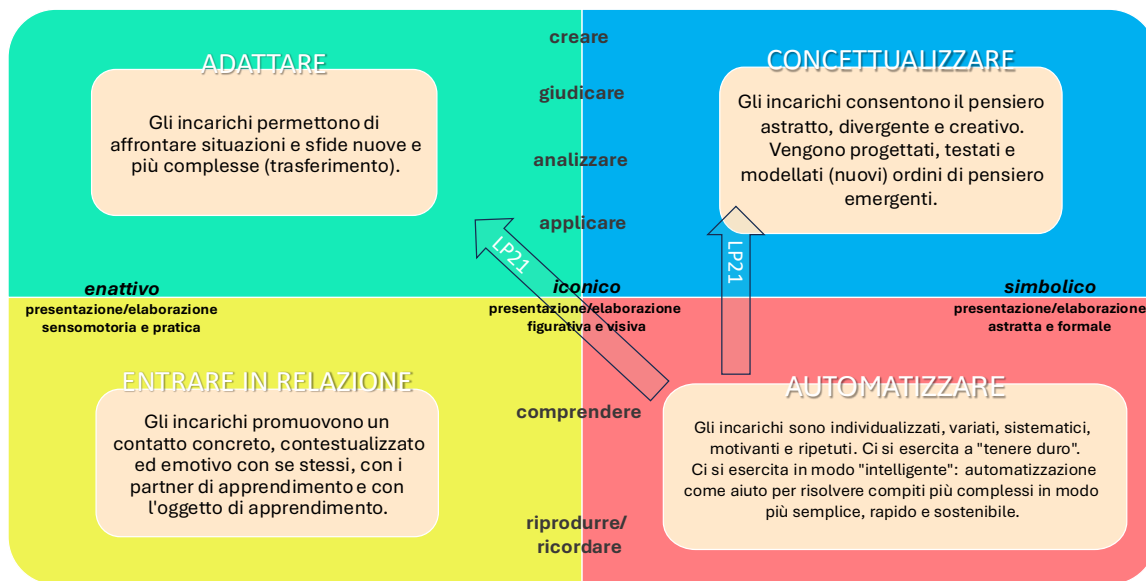 creare
ADATTARE
Gli incarichi permettono di
affrontare situazioni e sfide nuove e
più complesse (trasferimento).
CONCETTUALIZZARE
Gli incarichi consentono il pensiero
astratto, divergente e creativo.
Vengono progettati, testati e
modellati (nuovi) ordini di pensiero
emergenti.
giudicare
analizzare
applicare
LP21
LP21
enattivo
presentazione/elaborazione
sensomotoria e pratica
iconico
presentazione/elaborazione
figurativa e visiva
simbolico
presentazione/elaborazione
astratta e formale
ENTRARE IN RELAZIONE
Gli incarichi promuovono un
contatto concreto, contestualizzato
ed emotivo con se stessi, con i
partner di apprendimento e con
l'oggetto di apprendimento.
comprendere
riprodurre/
ricordare
AUTOMATIZZARE
Gli incarichi sono individualizzati, variati, sistematici,
motivanti e ripetuti. Ci si esercita a "tenere duro".
Ci si esercita in modo "intelligente": automatizzazione
come aiuto per risolvere compiti più complessi in modo
più semplice, rapido e sostenibile.